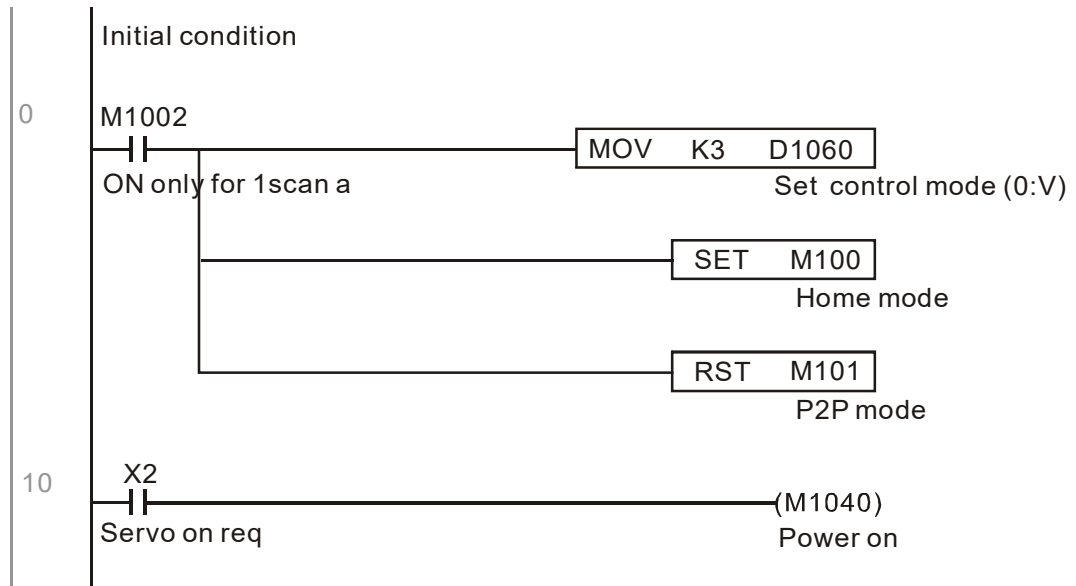 Initial condition
0
M1002
MOV K3 D1060
ON only for 1scan a
Set control mode (0:V)
SET M100
Home mode
RST M101
P2P mode
10
X2
(M1040)
Servo on req
Power on